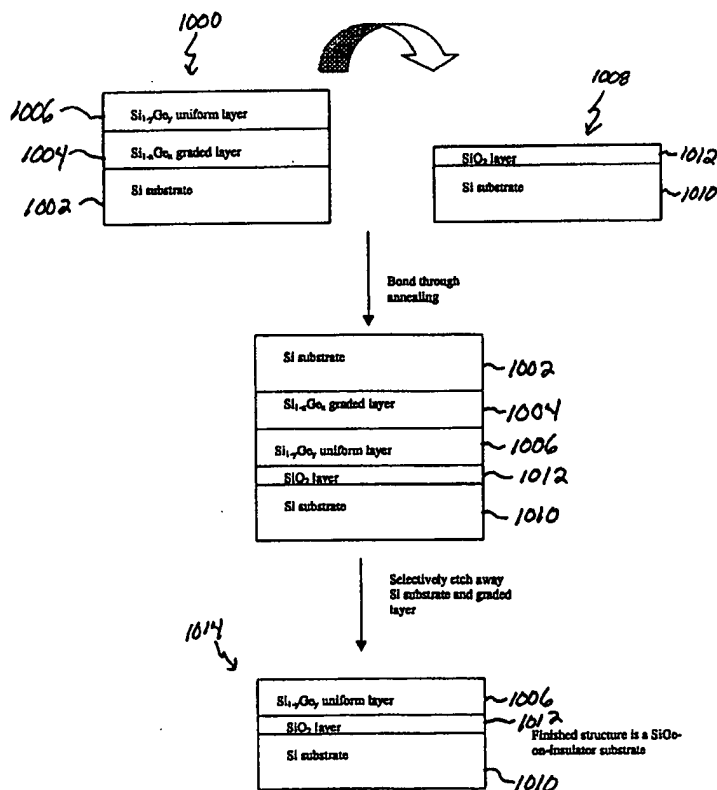 1000
1008
1006
Si₁₋yGey uniform layer
1004
Si₁₋ₓGeₓ graded layer
Si substrate
1002
SiO₂ layer
1012
Si substrate
1010
Bond through
annealing
Si substrate
1002
Si₁₋ₓGeₓ graded layer
1004
Si₁₋yGey uniform layer
1006
SiO₂ layer
1012
Si substrate
1010
Selectively etch away
Si substrate and graded
layer
1014
Si₁₋yGey uniform layer
1006
SiO₂ layer
1012
Si substrate
1010
Finished structure is a SiGe-
on-insulator substrate